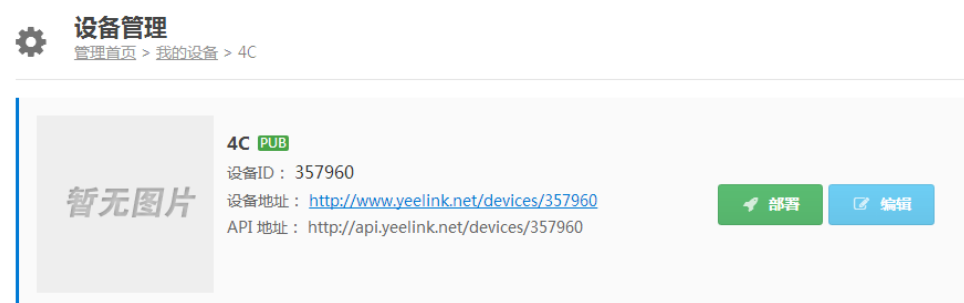 设备管理
管理首页 > 我的设备 > 4C
暂无图片
4C PUB
设备ID： 357960
设备地址： http://www.yeelink.net/devices/357960
API 地址： http://api.yeelink.net/devices/357960
部署 编辑